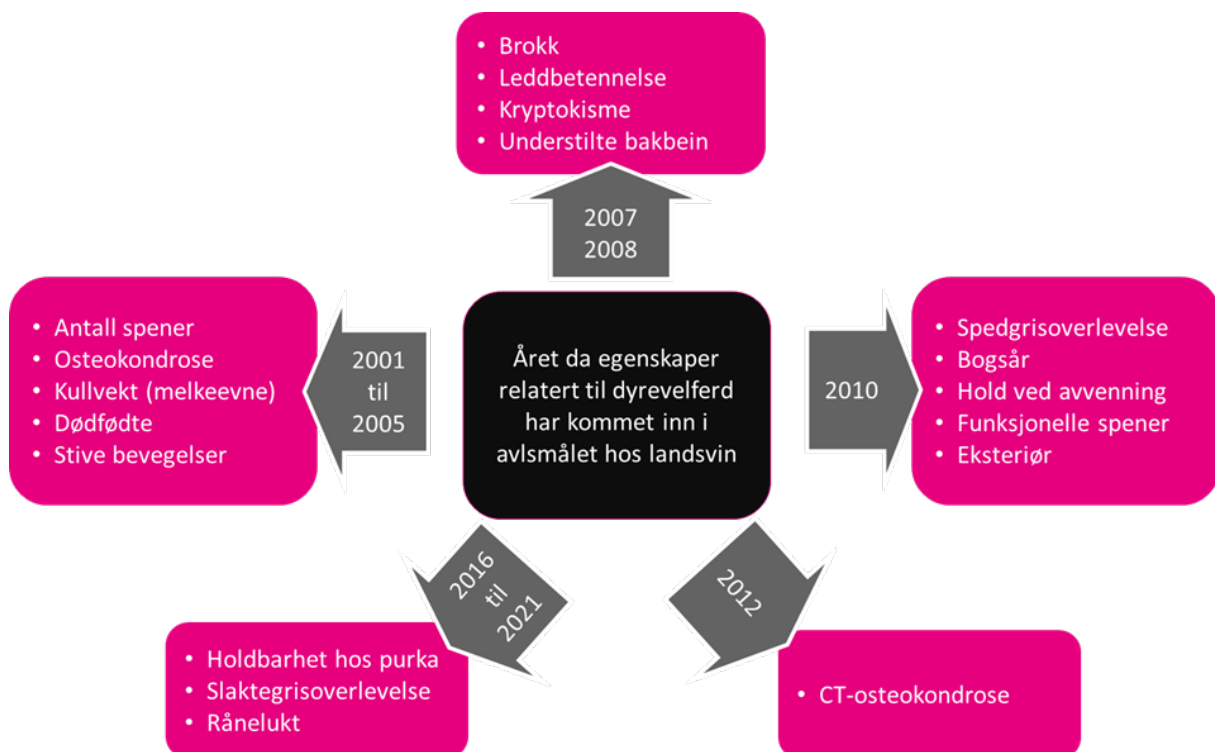 • Brokk
• Leddbetennelse
• Kryptokisme
• Understilte bakbein
2007
2008
• Antall spener
• Osteokondrose
• Kullvekt (melkeevne)
• Dødfødte
• Stive bevegelser
2001
til
2005
Året da egenskaper
relatert til dyrevelferd
har kommet inn i
avlsmålet hos landsvin
2010
• Spedgrisoverlevelse
• Bogsår
• Hold ved avvenning
• Funksjonelle spener
• Eksteriør
2016
til
2021
2012
• Holdbarhet hos purka
• Slaktegrisoverlevelse
• Rånelukt
• CT-osteokondrose